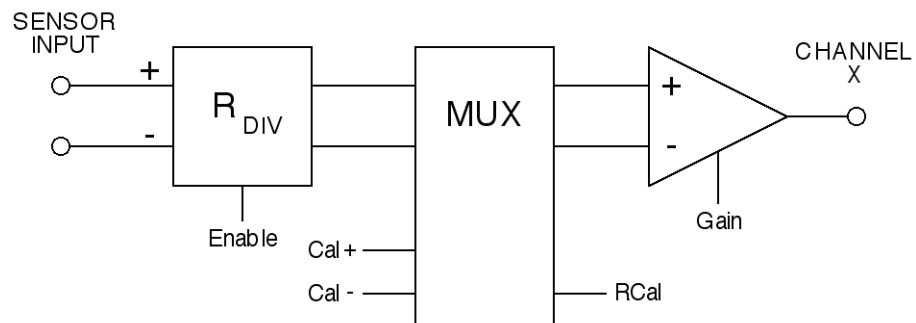 SENSOR
INPUT
+
-
R DIV
Enable
MUX
Cal +
Cal -
RCal
+
-
Gain
CHANNEL
X